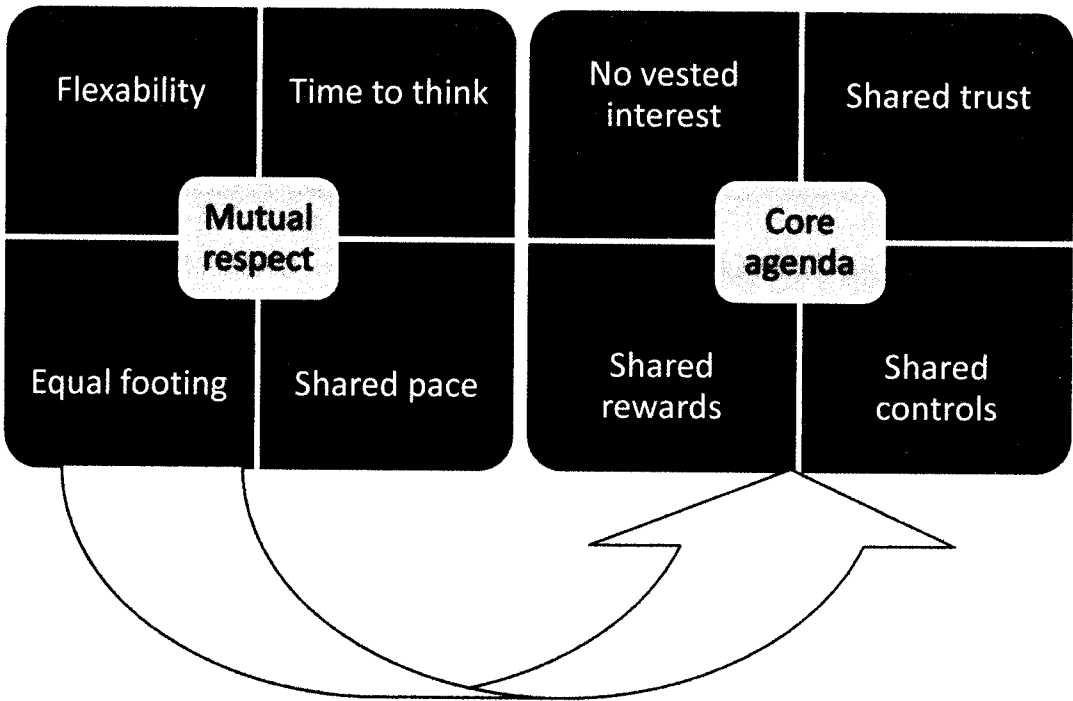 Flexability
Time to think
Mutual
respect
Equal footing
Shared pace
No vested
interest
Shared trust
Core
agenda
Shared
rewards
Shared
controls